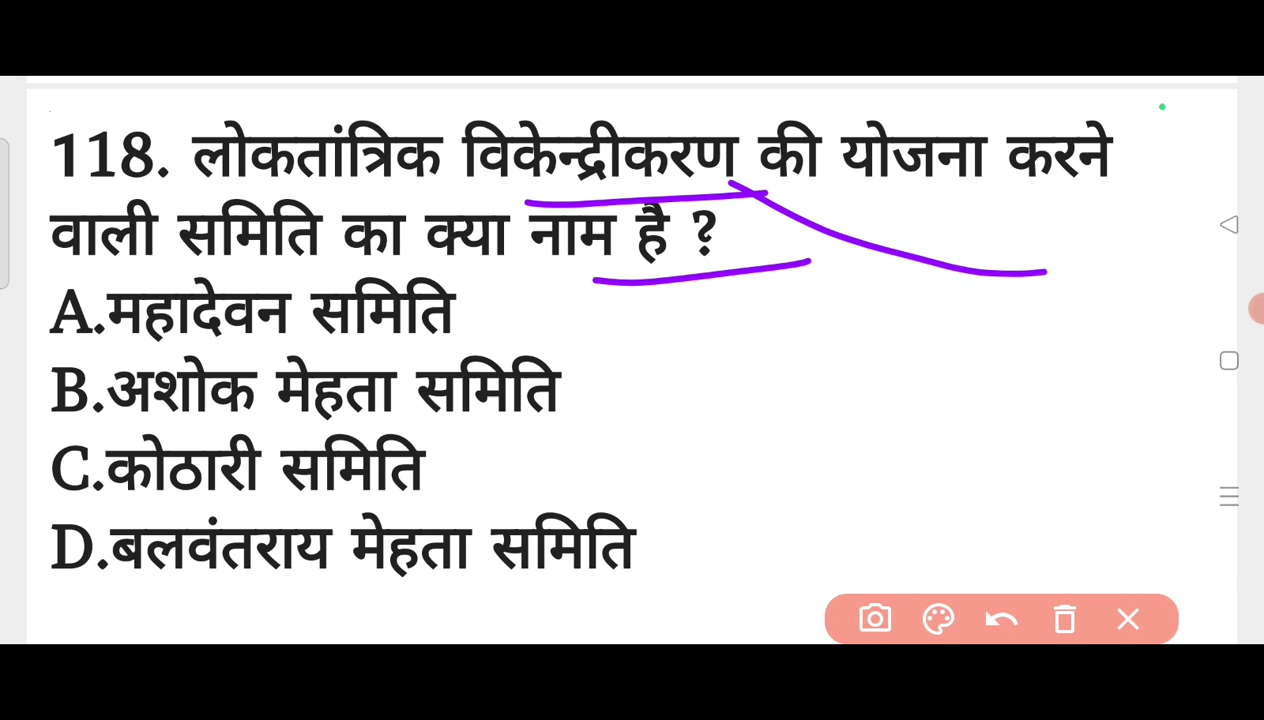 118. लोकतांत्रिक विकेन्द्रीकरण की योजना करने
वाली समिति का क्या नाम है ?
A.महादेवन समिति
B.अशोक मेहता समिति
C.कोठारी समिति
D.बलवंतराय मेहता समिति